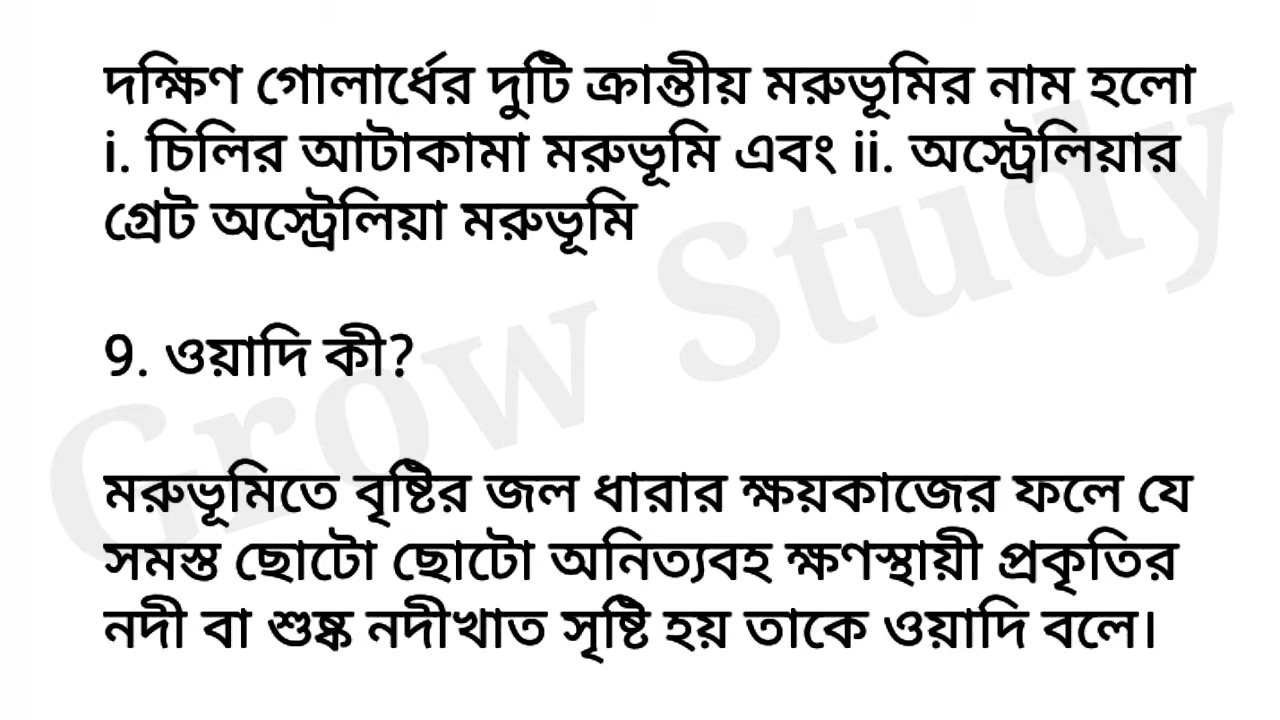 দক্ষিণ গোলার্ধের দুটি ক্রান্তীয় মরুভূমির নাম হলো
i. চিলির আটাকামা মরুভূমি এবং ii. অস্ট্রেলিয়ার
গ্রেট অস্ট্রেলিয়া মরুভূমি
9. ওয়াদি কী?
মরুভূমিতে বৃষ্টির জল ধারার ক্ষয়কাজের ফলে যে
সমস্ত ছোটো ছোটো অনিত্যবহ ক্ষণস্থায়ী প্রকৃতির
নদী বা শুষ্ক নদীখাত সৃষ্টি হয় তাকে ওয়াদি বলে।
Grow Study